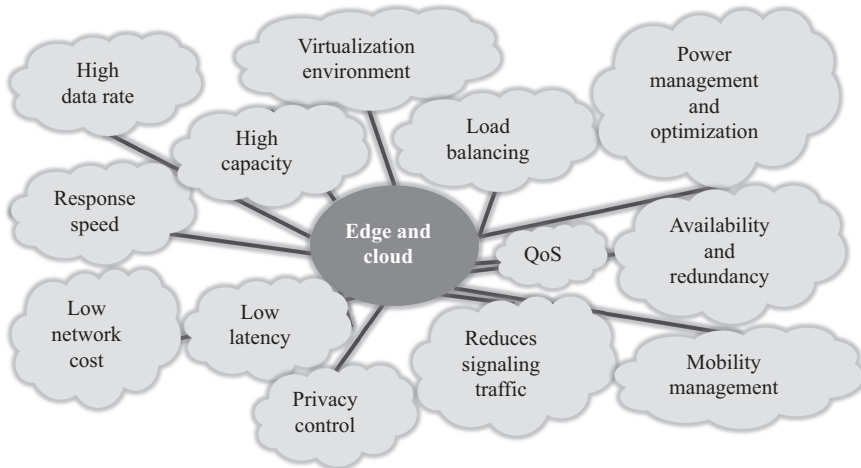 High
data rate
Virtualization
environment
Power
management
and
optimization
High
capacity
Load
balancing
Response
speed
Edge and
cloud
QoS
Availability
and
redundancy
Low
network
cost
Low
latency
Reduces
signaling
traffic
Mobility
management
Privacy
control